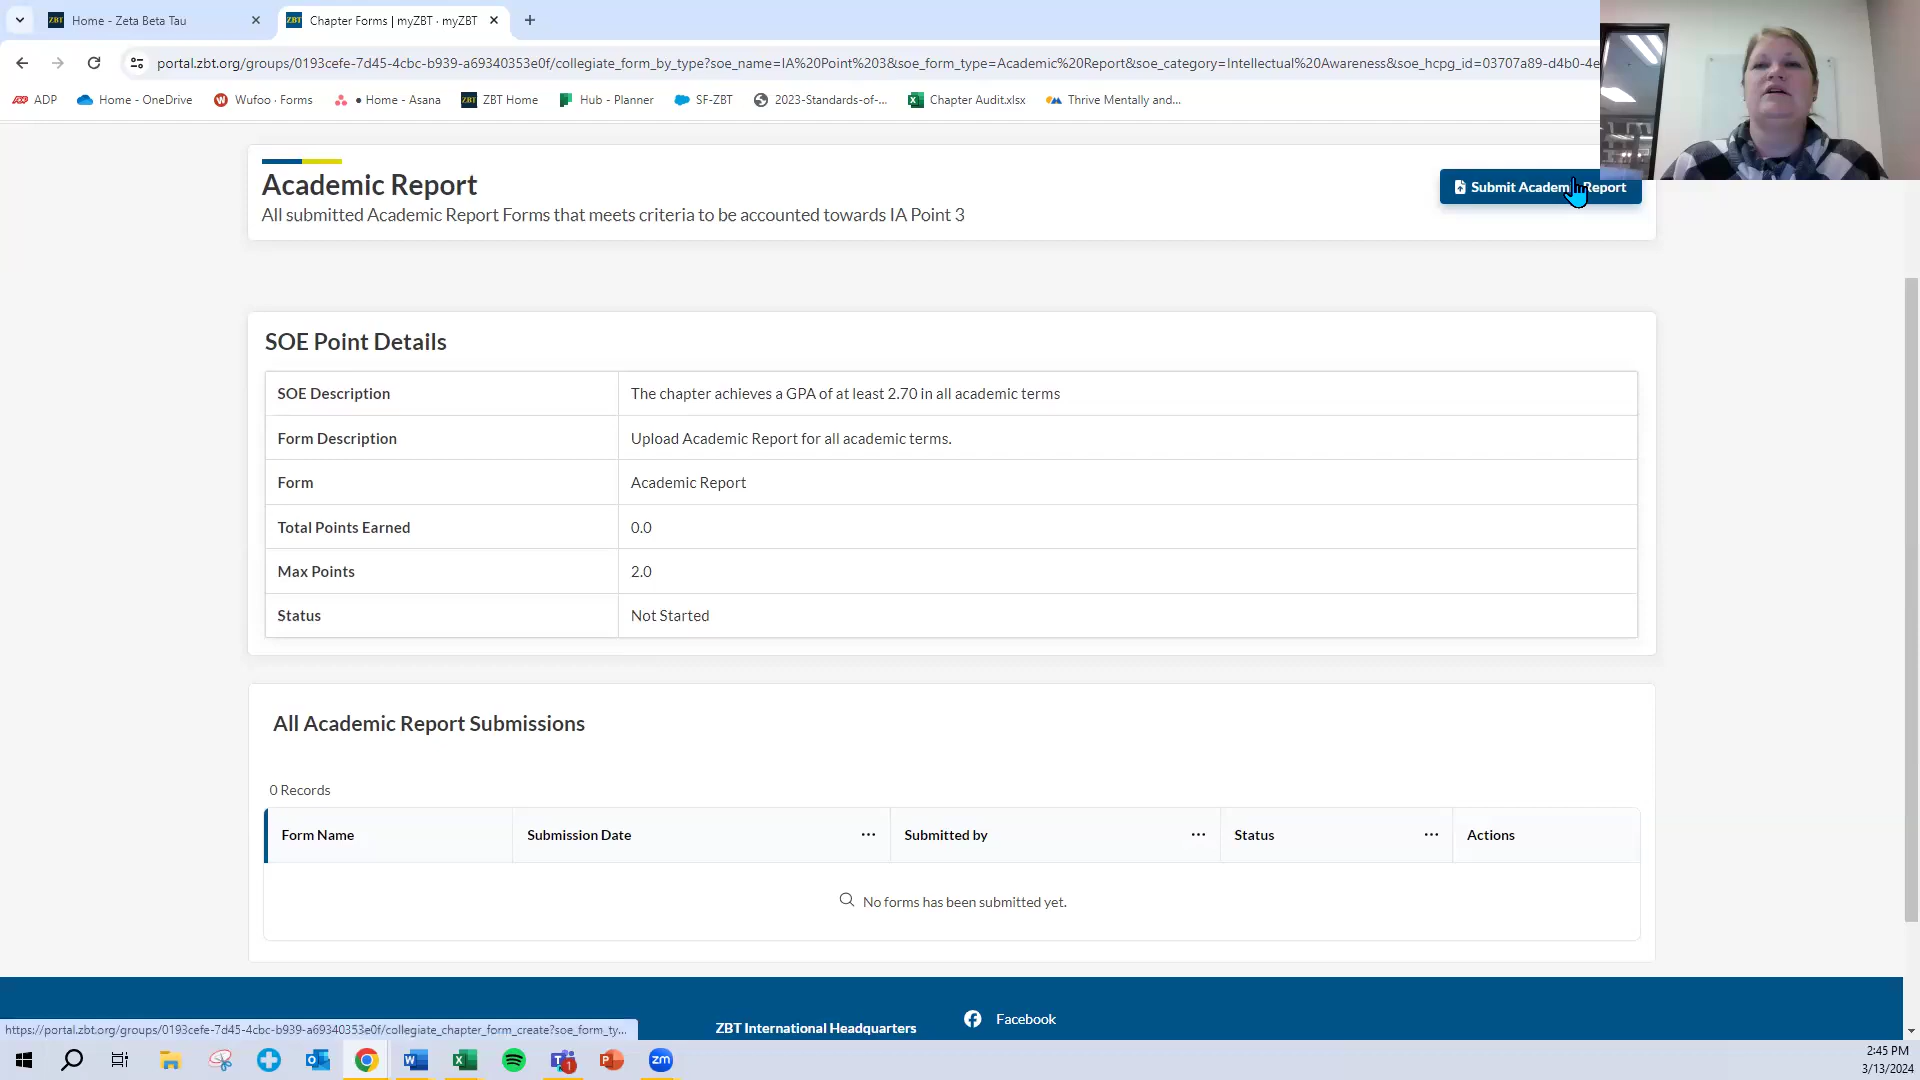 ZBT Home - Zeta Beta Tau
ZBT Chapter Forms | myZBT · myZBT
portal.zbt.org/groups/0193cefe-7d45-4cbc-b939-a69340353e0f/collegiate_form_by_type?soe_name=IA%20Point%203&soe_form_type=Academic%20Report&soe_category=Intellectual%20Awareness&soe_hcpg_id=03707a89-d4b0-4e
ADP Home - OneDrive Wufoo · Forms • Home - Asana ZBT ZBT Home Hub - Planner SF-ZBT 2023-Standards-of-... Chapter Audit.xlsx Thrive Mentally and...
Academic Report
Submit Academ Report
All submitted Academic Report Forms that meets criteria to be accounted towards IA Point 3
SOE Point Details
SOE Description The chapter achieves a GPA of at least 2.70 in all academic terms
Form Description Upload Academic Report for all academic terms.
Form Academic Report
Total Points Earned 0.0
Max Points 2.0
Status Not Started
All Academic Report Submissions
0 Records
Form Name Submission Date ... Submitted by ... Status ... Actions
No forms has been submitted yet.
ZBT International Headquarters
Facebook
https://portal.zbt.org/groups/0193cefe-7d45-4cbc-b939-a69340353e0f/collegiate_chapter_form_create?soe_form_ty...
zm
2:45 PM
3/13/2024